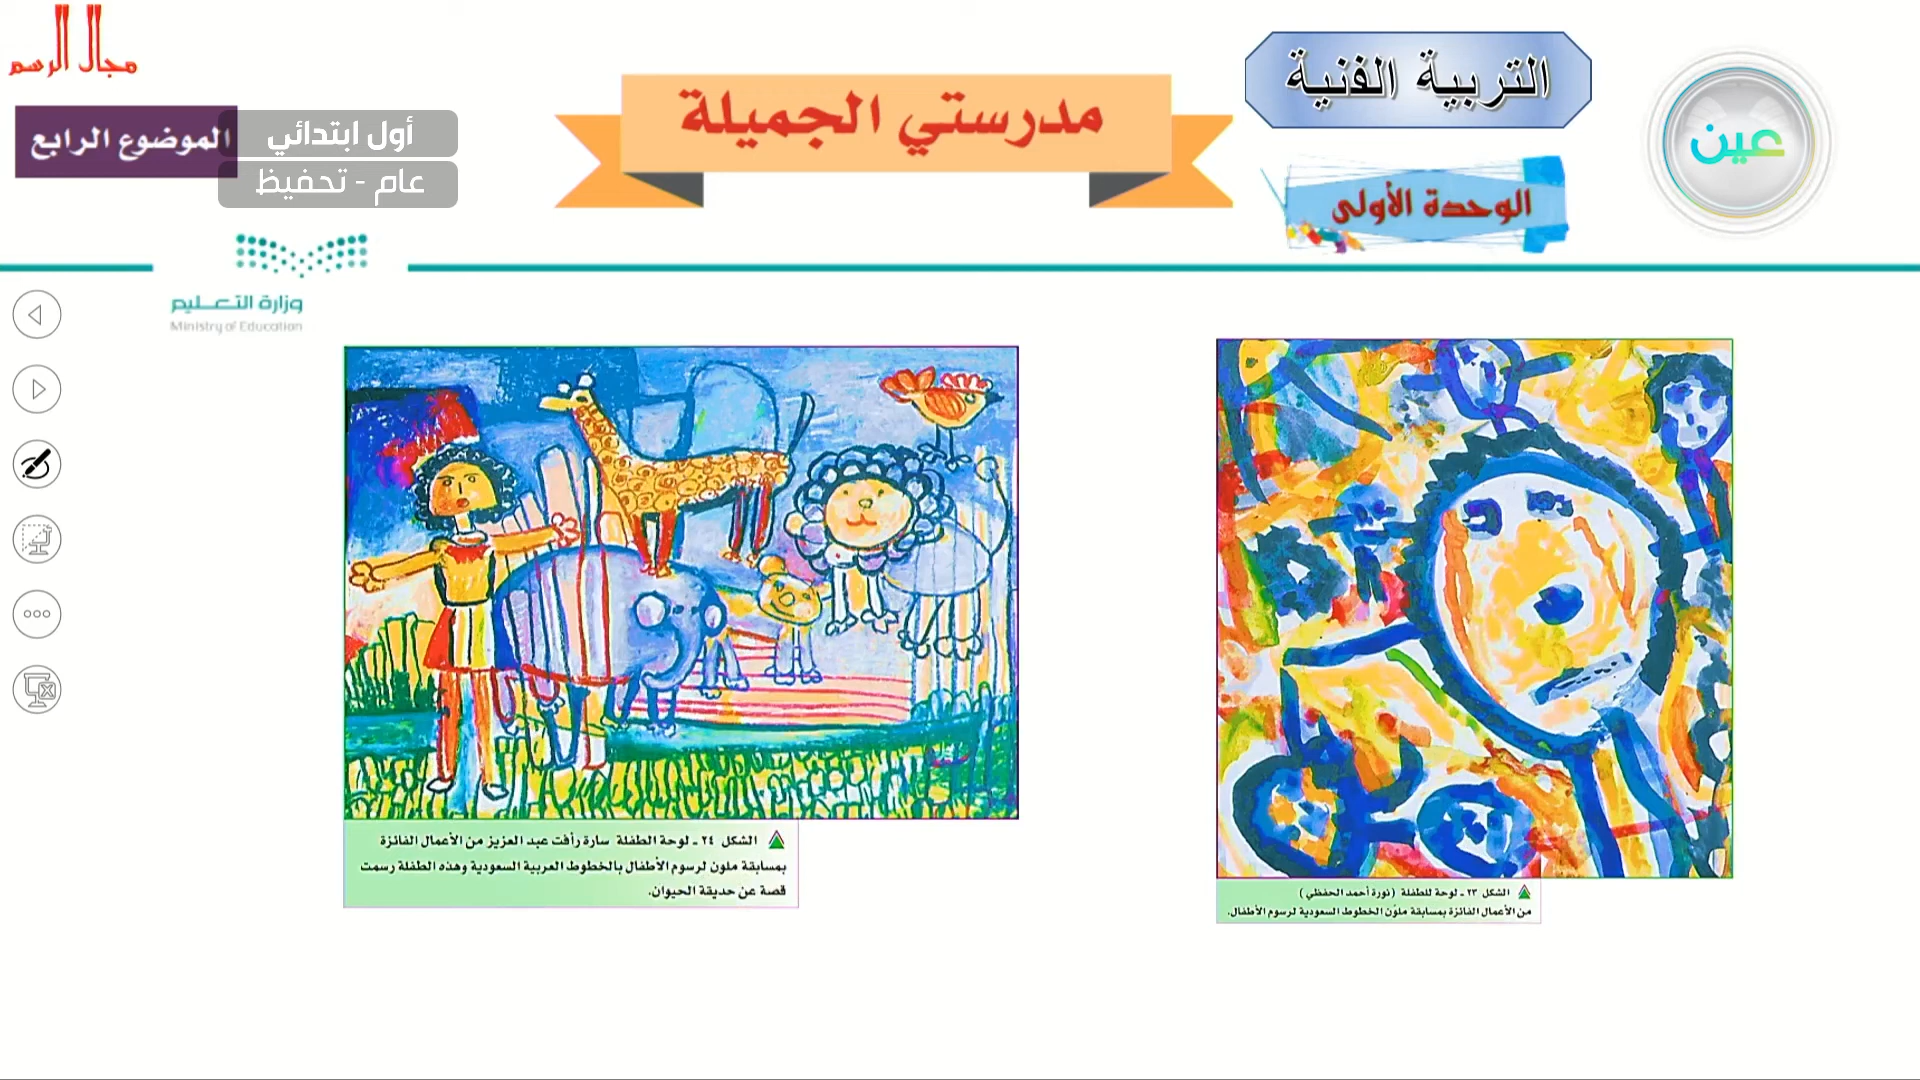 مجال الرسم
التربية الفنية
عين
مدرستي الجميلة
الوحدة الأولى
الموضوع الرابع
أول ابتدائي
عام - تحفيظ
وزارة التعليم
Ministry of Education
الشكل ٢٣ ـ لوحة للطفلة (نورة أحمد الحفظي)
من الأعمال الفائزة بمسابقة ملوّن الخطوط السعودية لرسوم الأطفال.
الشكل ٢٤ ـ لوحة الطفلة سارة رأفت عبد العزيز من الأعمال الفائزة
بمسابقة ملون لرسوم الأطفال بالخطوط العربية السعودية وهذه الطفلة رسمت
قصة عن حديقة الحيوان.